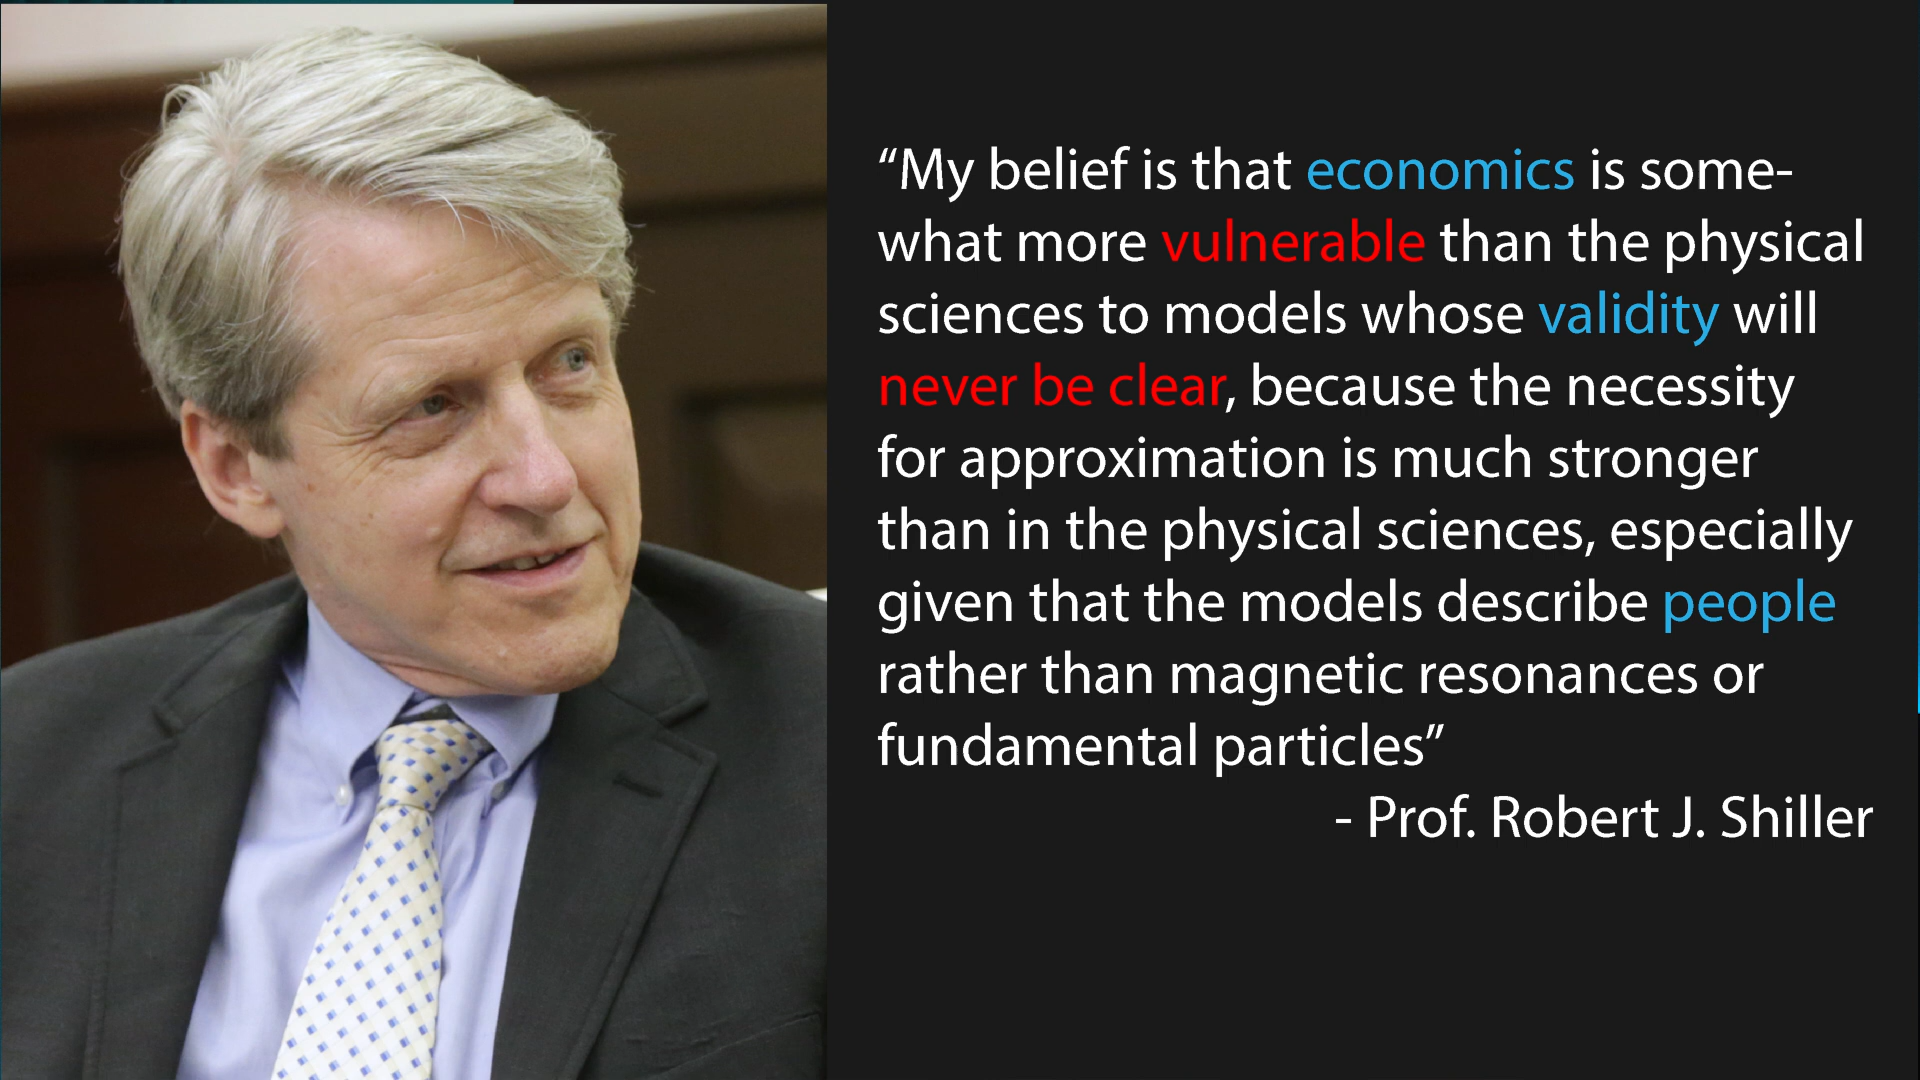 “My belief is that economics is some-
what more vulnerable than the physical
sciences to models whose validity will
never be clear, because the necessity
for approximation is much stronger
than in the physical sciences, especially
given that the models describe people
rather than magnetic resonances or
fundamental particles”
- Prof. Robert J. Shiller